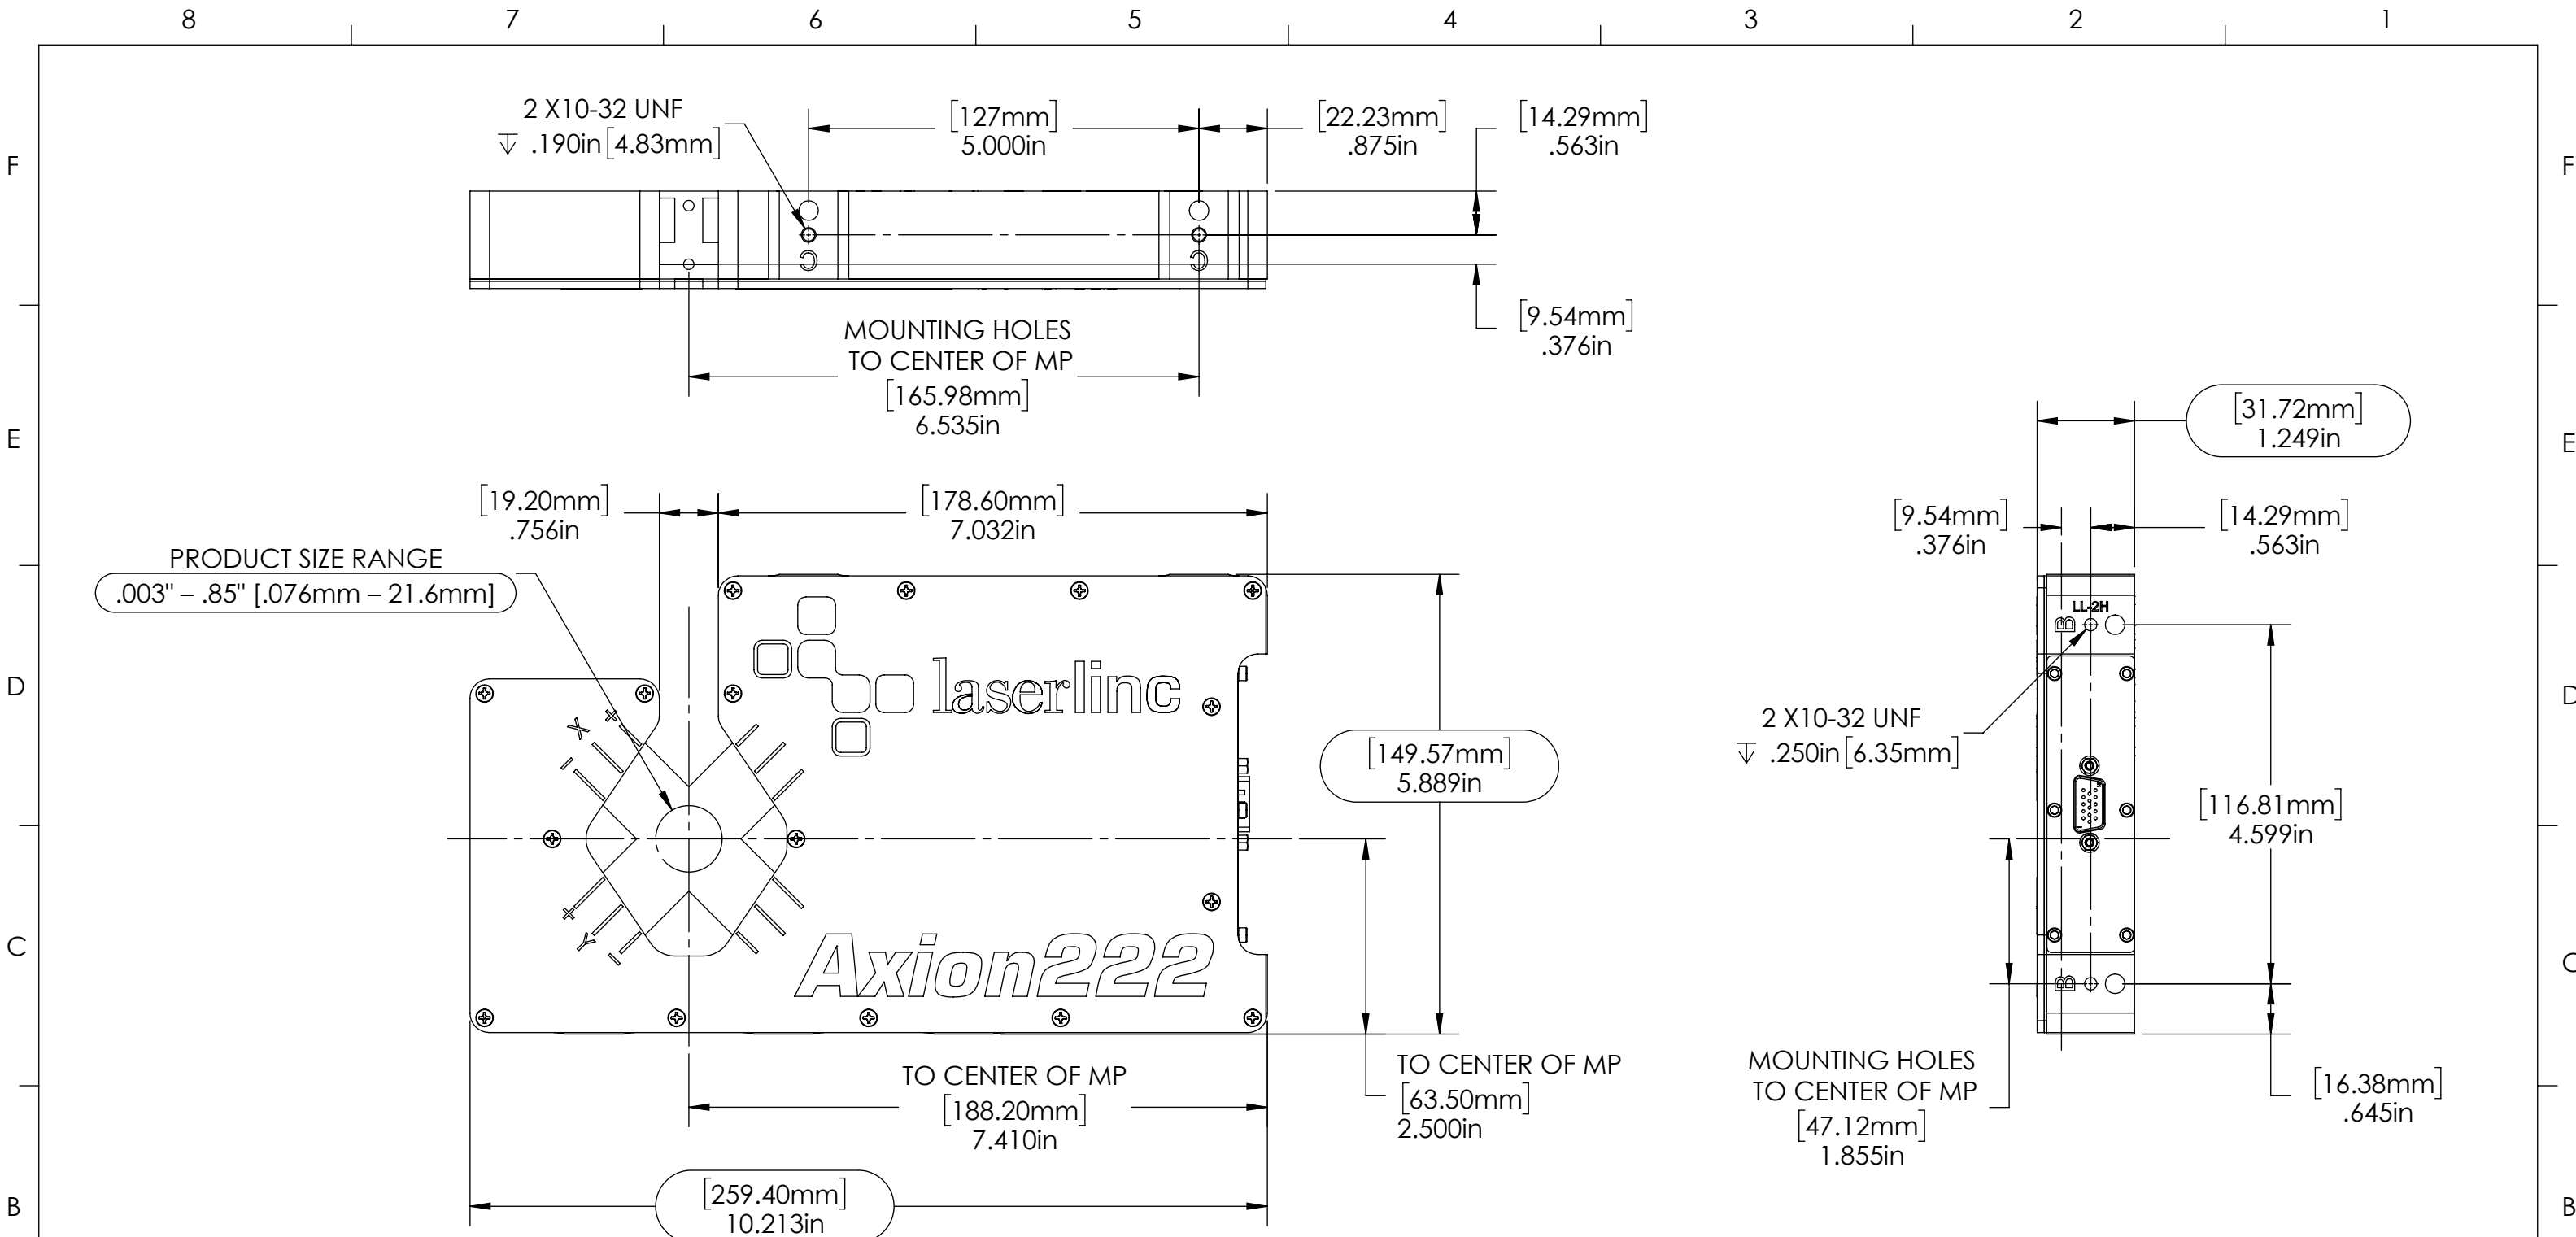 8 7 6 5 4 3 2 1
F
F
2 X10-32 UNF
↧ .190in[4.83mm]
[127mm]
5.000in
[22.23mm]
.875in
[14.29mm]
.563in
C
C
[9.54mm]
.376in
MOUNTING HOLES
TO CENTER OF MP
[165.98mm]
6.535in
E
E
[31.72mm]
1.249in
[19.20mm]
.756in
[178.60mm]
7.032in
[9.54mm]
.376in
[14.29mm]
.563in
PRODUCT SIZE RANGE
.003" – .85" [.076mm – 21.6mm]
LL-2H
B
D
D
laserlinc
X
+
–
2 X10-32 UNF
↧ .250in[6.35mm]
[149.57mm]
5.889in
[116.81mm]
4.599in
+
Y
–
C
C
Axion222
B
TO CENTER OF MP
[188.20mm]
7.410in
TO CENTER OF MP
[63.50mm]
2.500in
MOUNTING HOLES
TO CENTER OF MP
[47.12mm]
1.855in
[16.38mm]
.645in
B
B
[259.40mm]
10.213in